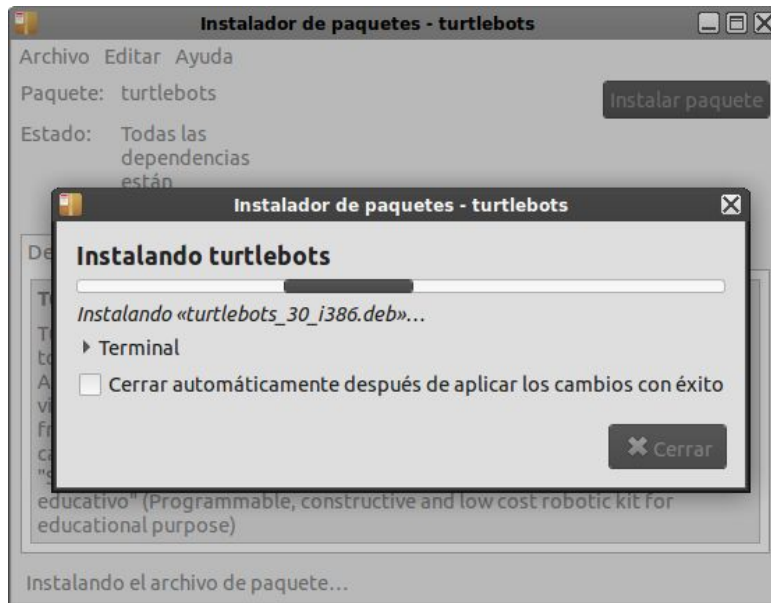 Instalador de paquetes - turtlebots
Archivo Editar Ayuda
Paquete: turtlebots
Instalar paquete
Estado: Todas las
dependencias
están
Instalador de paquetes - turtlebots
Instalando turtlebots
Instalando «turtlebots_30_i386.deb»...
Terminal
Cerrar automáticamente después de aplicar los cambios con éxito
Cerrar
educativo" (Programmable, constructive and low cost robotic kit for
educational purpose)
Instalando el archivo de paquete...